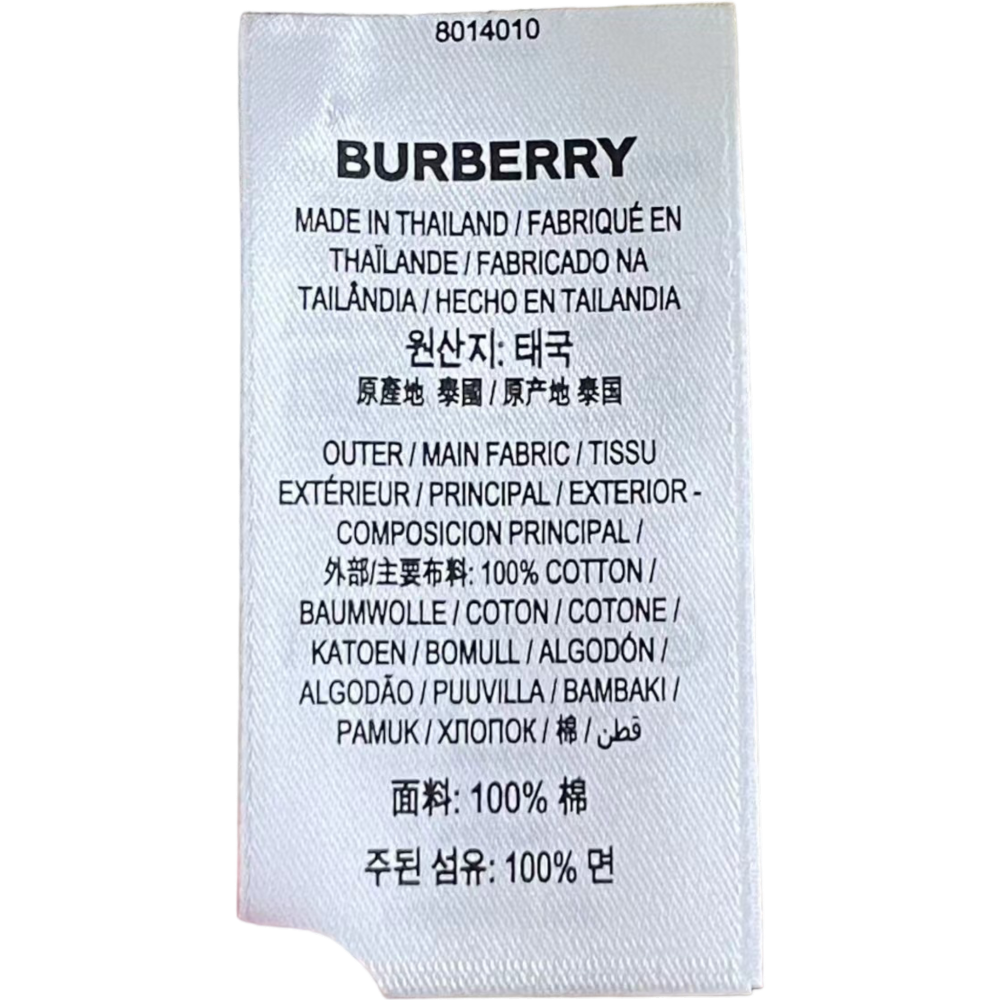 8014010
BURBERRY
MADE IN THAILAND / FABRIQUÉ EN
THAÏLANDE / FABRICADO NA
TAILÂNDIA / HECHO EN TAILANDIA
원산지: 태국
原產地 泰國 / 原产地 泰国
OUTER / MAIN FABRIC / TISSU
EXTÉRIEUR / PRINCIPAL / EXTERIOR -
COMPOSICION PRINCIPAL /
外部/主要布料: 100% COTTON /
BAUMWOLLE / COTON / COTONE /
KATOEN / BOMULL / ALGODÓN /
ALGODÃO / PUUVILLA / BAMBAKI /
PAMUK / ХЛОПОК / 棉 / قطن
面料: 100% 棉
주된 섬유: 100% 면